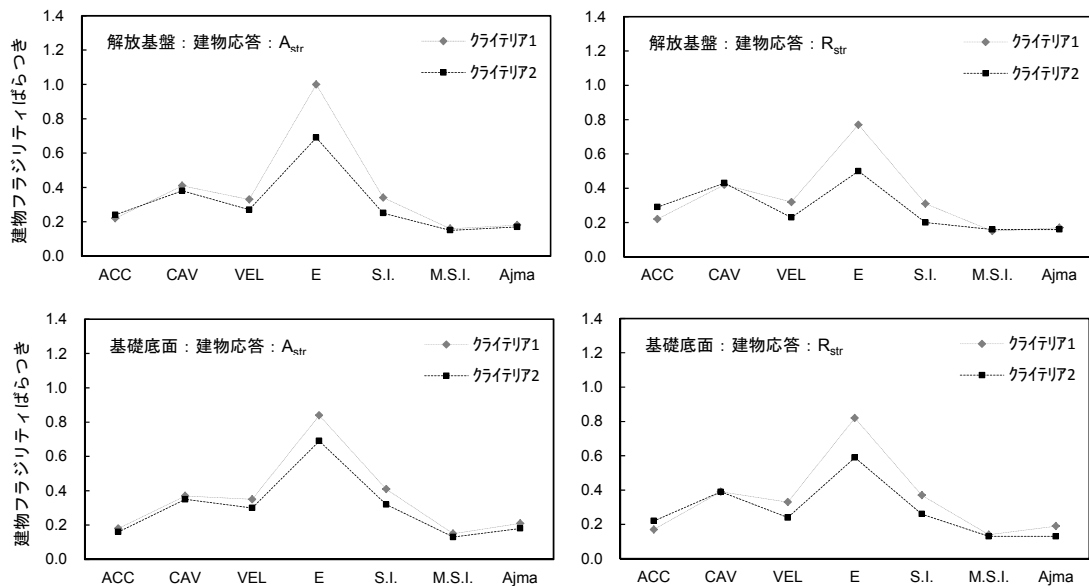 建物フラジリティばらつき
1.4
1.2
1.0
0.8
0.6
0.4
0.2
0.0
解放基盤：建物応答：Astr
ｸﾗｲﾃﾘｱ1
ｸﾗｲﾃﾘｱ2
ACC CAV VEL E S.I. M.S.I. Ajma
1.4
1.2
1.0
0.8
0.6
0.4
0.2
0.0
解放基盤：建物応答：Rstr
ｸﾗｲﾃﾘｱ1
ｸﾗｲﾃﾘｱ2
ACC CAV VEL E S.I. M.S.I. Ajma
建物フラジリティばらつき
1.4
1.2
1.0
0.8
0.6
0.4
0.2
0.0
基礎底面：建物応答：Astr
ｸﾗｲﾃﾘｱ1
ｸﾗｲﾃﾘｱ2
ACC CAV VEL E S.I. M.S.I. Ajma
1.4
1.2
1.0
0.8
0.6
0.4
0.2
0.0
基礎底面：建物応答：Rstr
ｸﾗｲﾃﾘｱ1
ｸﾗｲﾃﾘｱ2
ACC CAV VEL E S.I. M.S.I. Ajma